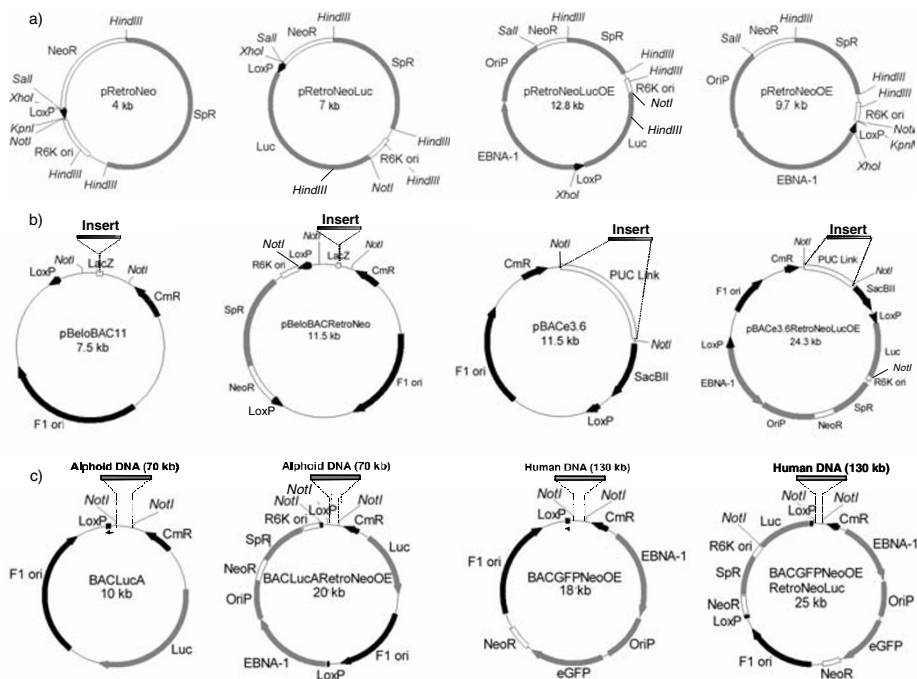 a)
HindIII
NeoR
SpR
SalI
XhoI
LoxP
KpnI
NotI
R6K ori
HindIII
HindIII
pRetroNeo
4 kb
HindIII
NeoR
SalI
XhoI
LoxP
SpR
pRetroNeoLuc
7 kb
Luc
HindIII
R6K ori
HindIII
NotI
HindIII
HindIII
NeoR
SalI
SpR
OriP
HindIII
HindIII
R6K ori
NotI
pRetroNeoLucOE
12.8 kb
HindIII
Luc
EBNA-1
LoxP
XhoI
HindIII
NeoR
SalI
SpR
OriP
HindIII
HindIII
R6K ori
pRetroNeoOE
9.7 kb
LoxP
XhoI
EBNA-1
b)
Insert
NotI
LacZ
NotI
LoxP
CmR
pBeloBAC11
7.5 kb
F1 ori
Insert
NotI
NotI
LoxP
LacZ
NotI
R6K ori
CmR
SpR
pBeloBACRetroNeo
11.5 kb
NeoR
F1 ori
LoxP
Insert
NotI
CmR
PUC Link
pBACe3.6
11.5 kb
NotI
F1 ori
SacBII
LoxP
Insert
NotI
CmR
PUC Link
NotI
F1 ori
SacBII
LoxP
pBACe3.6RetroNeoLucOE
24.3 kb
LoxP
Luc
NotI
R6K ori
EBNA-1
SpR
OriP
NeoR
c)
Alphoid DNA (70 kb)
NotI
NotI
LoxP
CmR
F1 ori
BACLucA
10 kb
Luc
Alphoid DNA (70 kb)
NotI
NotI
NotI
LoxP
R6K ori
CmR
SpR
Luc
NeoR
BACLucARetroNeoOE
20 kb
OriP
EBNA-1
F1 ori
LoxP
Human DNA (130 kb)
NotI
NotI
LoxP
CmR
F1 ori
EBNA-1
BACGFPNeoOE
18 kb
NeoR
OriP
eGFP
Human DNA (130 kb)
NotI
NotI
LoxP
Luc
CmR
NotI
R6K ori
EBNA-1
SpR
BACGFPNeoOE
RetroNeoLuc
25 kb
OriP
NeoR
LoxP
eGFP
F1 ori
NeoR